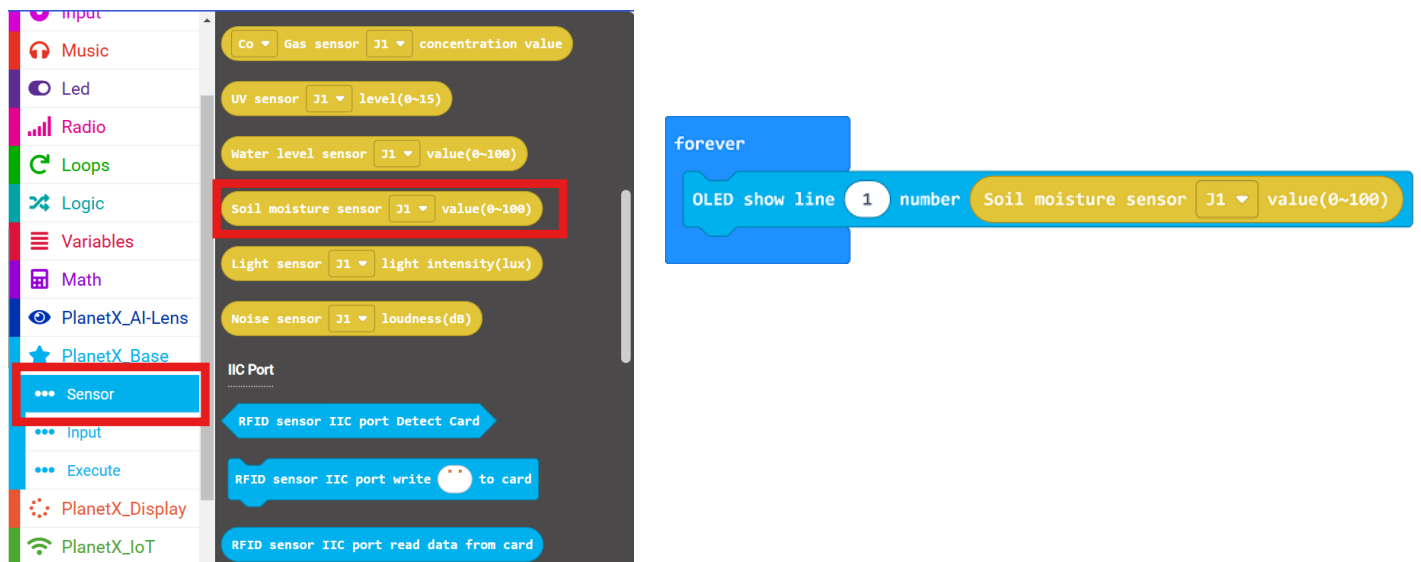 Input
Music
Led
Radio
Loops
Logic
Variables
Math
PlanetX_AI-Lens
PlanetX_Base
Sensor
Input
Execute
PlanetX_Display
PlanetX_IoT
Co Gas sensor J1 concentration value
UV sensor J1 level(0~15)
Water level sensor J1 value(0~100)
Soil moisture sensor J1 value(0~100)
Light sensor J1 light intensity(lux)
Noise sensor J1 loudness(dB)
IIC Port
RFID sensor IIC port Detect Card
RFID sensor IIC port write " " to card
RFID sensor IIC port read data from card
forever
OLED show line 1 number Soil moisture sensor J1 value(0~100)